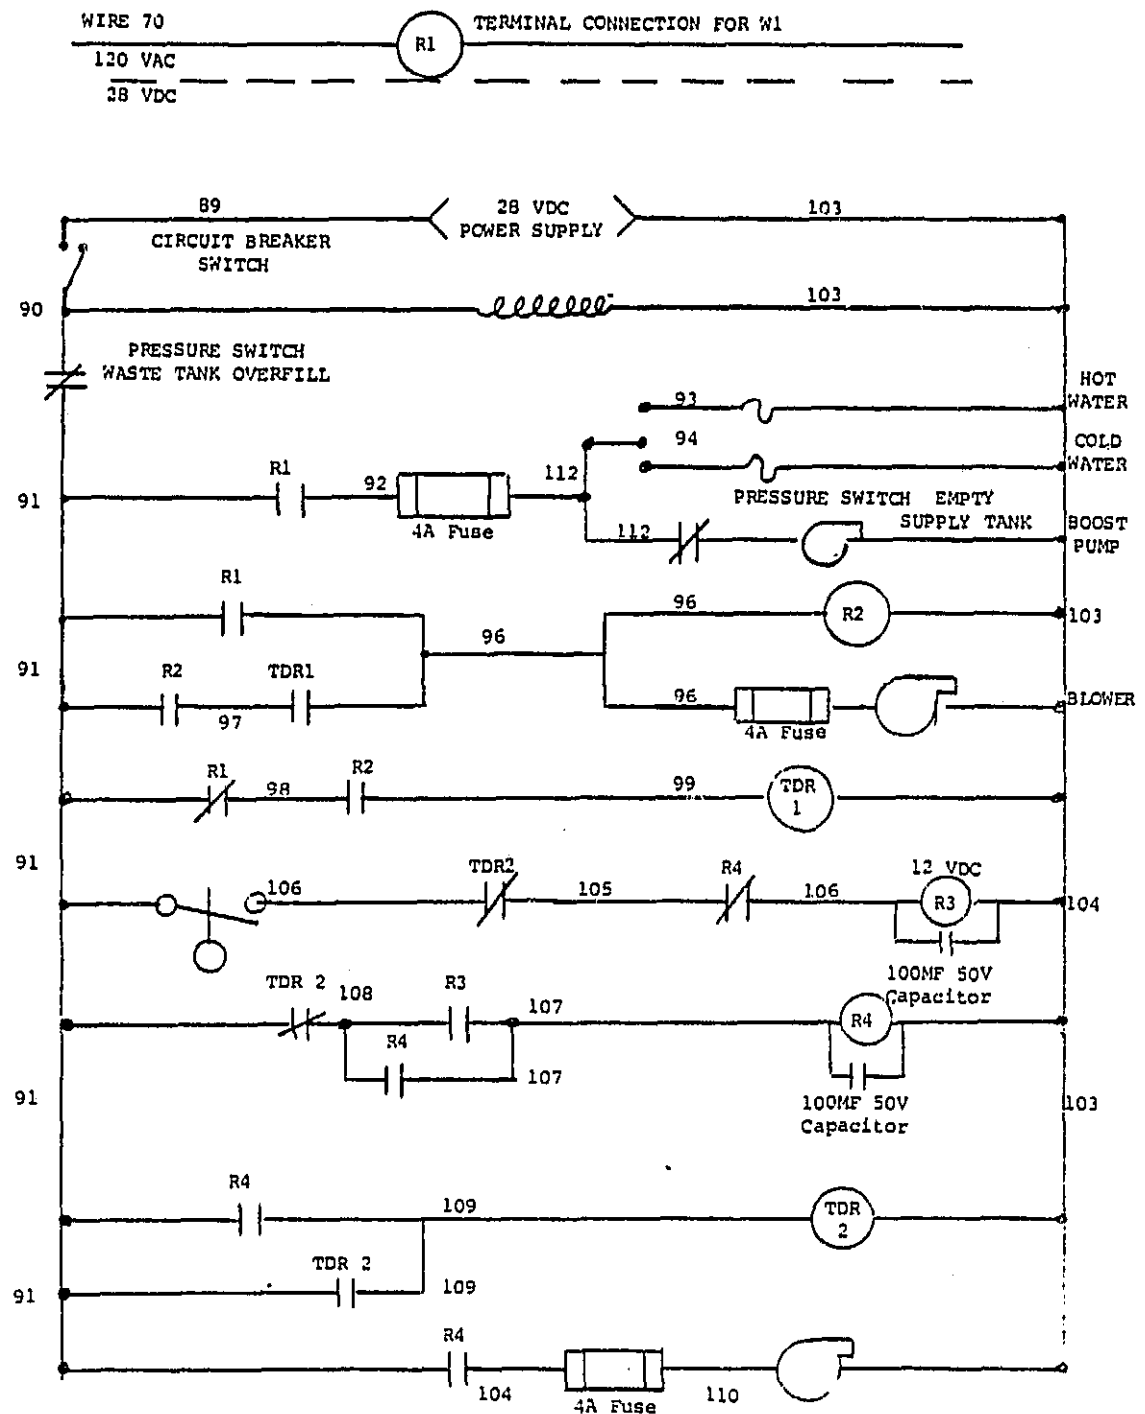 WIRE 70
R1
TERMINAL CONNECTION FOR W1
120 VAC
28 VDC
89
28 VDC
POWER SUPPLY
103
CIRCUIT BREAKER
SWITCH
90
103
PRESSURE SWITCH
WASTE TANK OVERFILL
HOT
WATER
93
94
COLD
WATER
R1
112
92
91
4A Fuse
PRESSURE SWITCH EMPTY
SUPPLY TANK
BOOST
PUMP
112
R1
96
R2
103
96
91
R2
TDR1
97
96
4A Fuse
BLOWER
R1
98
R2
99
TDR
1
91
106
TDR2
105
R4
106
12 VDC
R3
104
100MF 50V
Capacitor
TDR 2
108
R3
107
R4
R4
107
91
100MF 50V
Capacitor
103
R4
109
TDR
2
TDR 2
109
91
R4
104
4A Fuse
110